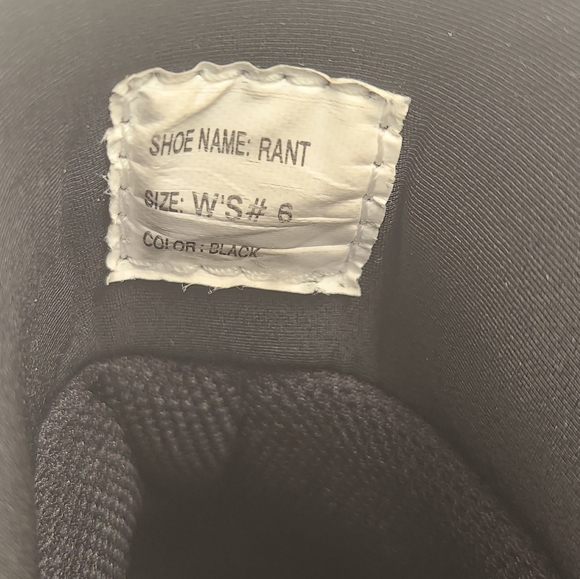 SHOE NAME: RANT
SIZE: W'S# 6
COLOR: BLACK